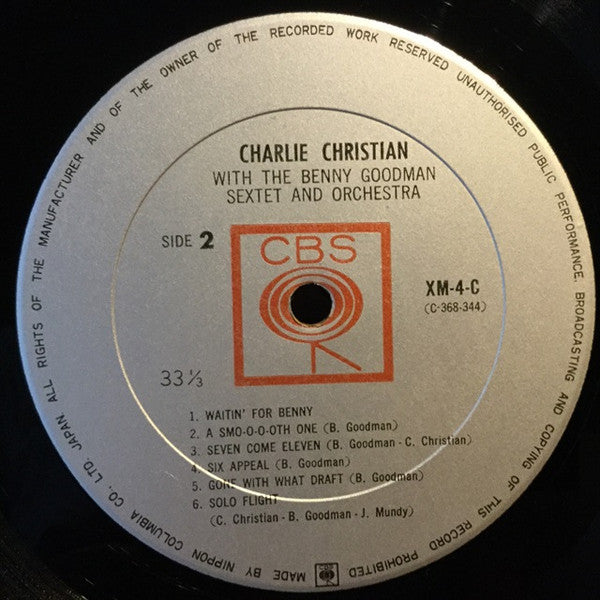 ALL RIGHTS OF THE MANUFACTURER AND OF THE OWNER OF THE RECORDED WORK RESERVED UNAUTHORISED PUBLIC PERFORMANCE. BROADCASTING AND COPYING OF THIS RECORD PROHIBITED
MADE BY NIPPON COLUMBIA CO. LTD. JAPAN
CHARLIE CHRISTIAN
WITH THE BENNY GOODMAN
SEXTET AND ORCHESTRA
SIDE 2
CBS
XM-4-C
(C-368-344)
33 1/3
1. WAITIN' FOR BENNY
2. A SMO-O-O-OTH ONE (B. Goodman)
3. SEVEN COME ELEVEN (B. Goodman - C. Christian)
4. SIX APPEAL (B. Goodman)
5. GONE WITH WHAT DRAFT (B. Goodman)
6. SOLO FLIGHT
(C. Christian - B. Goodman - J. Mundy)